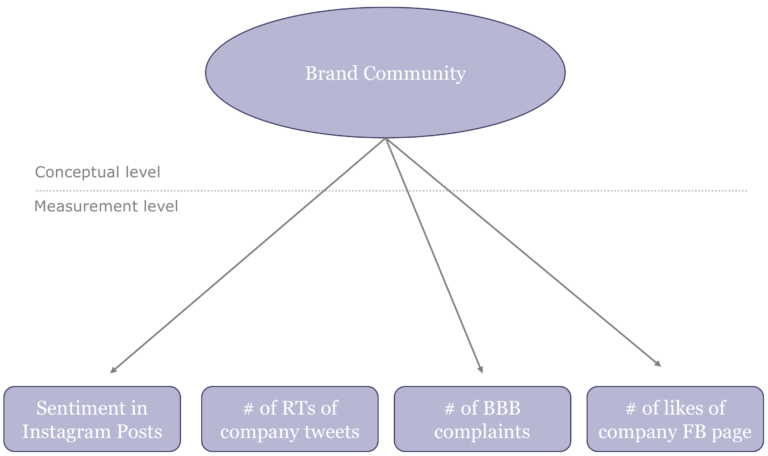 Brand Community
Conceptual level
Measurement level
Sentiment in
Instagram Posts
# of RTs of
company tweets
# of BBB
complaints
# of likes of
company FB page